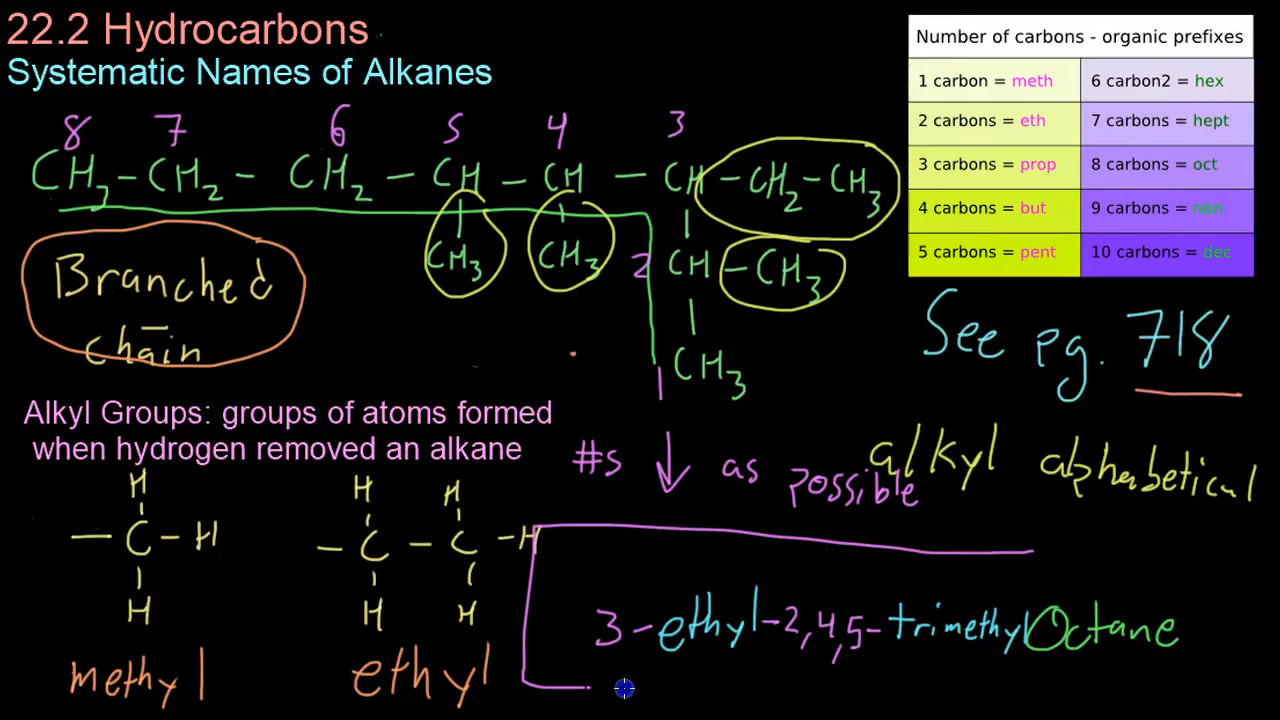 22.2 Hydrocarbons
Systematic Names of Alkanes
8 7 6 5 4 3
CH3 – CH2 – CH2 – CH – CH – CH – CH2 – CH3
CH3 CH3 2 CH – CH3
1 CH3
Branched
chain
Number of carbons - organic prefixes
1 carbon = meth 6 carbon2 = hex
2 carbons = eth 7 carbons = hept
3 carbons = prop 8 carbons = oct
4 carbons = but 9 carbons = non
5 carbons = pent 10 carbons = dec
See pg. 718
Alkyl Groups: groups of atoms formed
when hydrogen removed an alkane
#s ↓ as possible
alkyl alphabetical
H H H
– C – H – C – C – H
H H H
methyl ethyl
3-ethyl-2,4,5-trimethylOctane